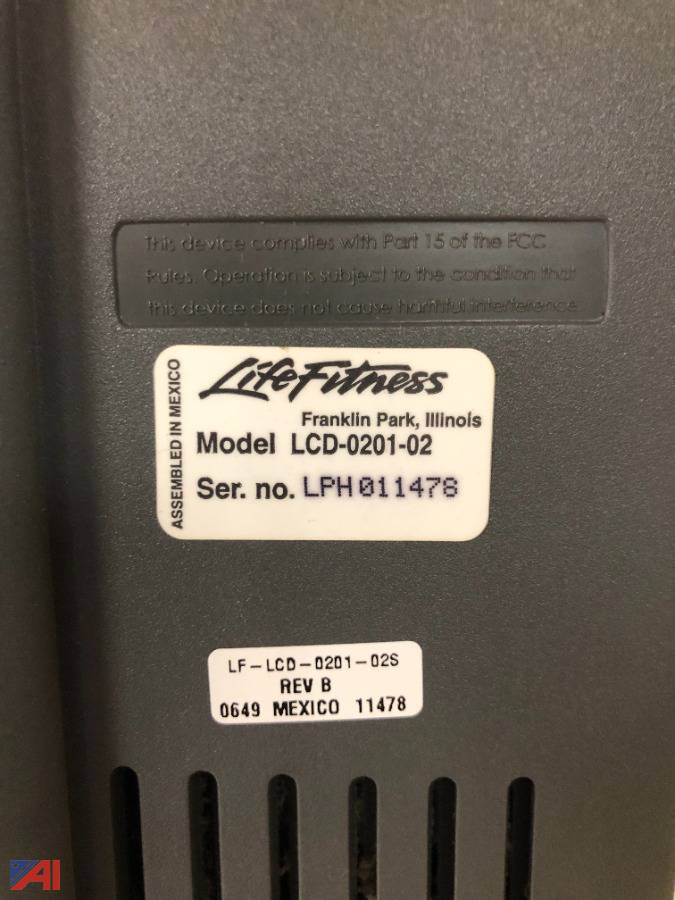 This device complies with Part 15 of the FCC
Rules. Operation is subject to the condition that
this device does not cause harmful interference
ASSEMBLED IN MEXICO
LifeFitness
Franklin Park, Illinois
Model LCD-0201-02
Ser. no. LPH011478
LF-LCD-0201-02S
REV B
0649 MEXICO 11478
AI